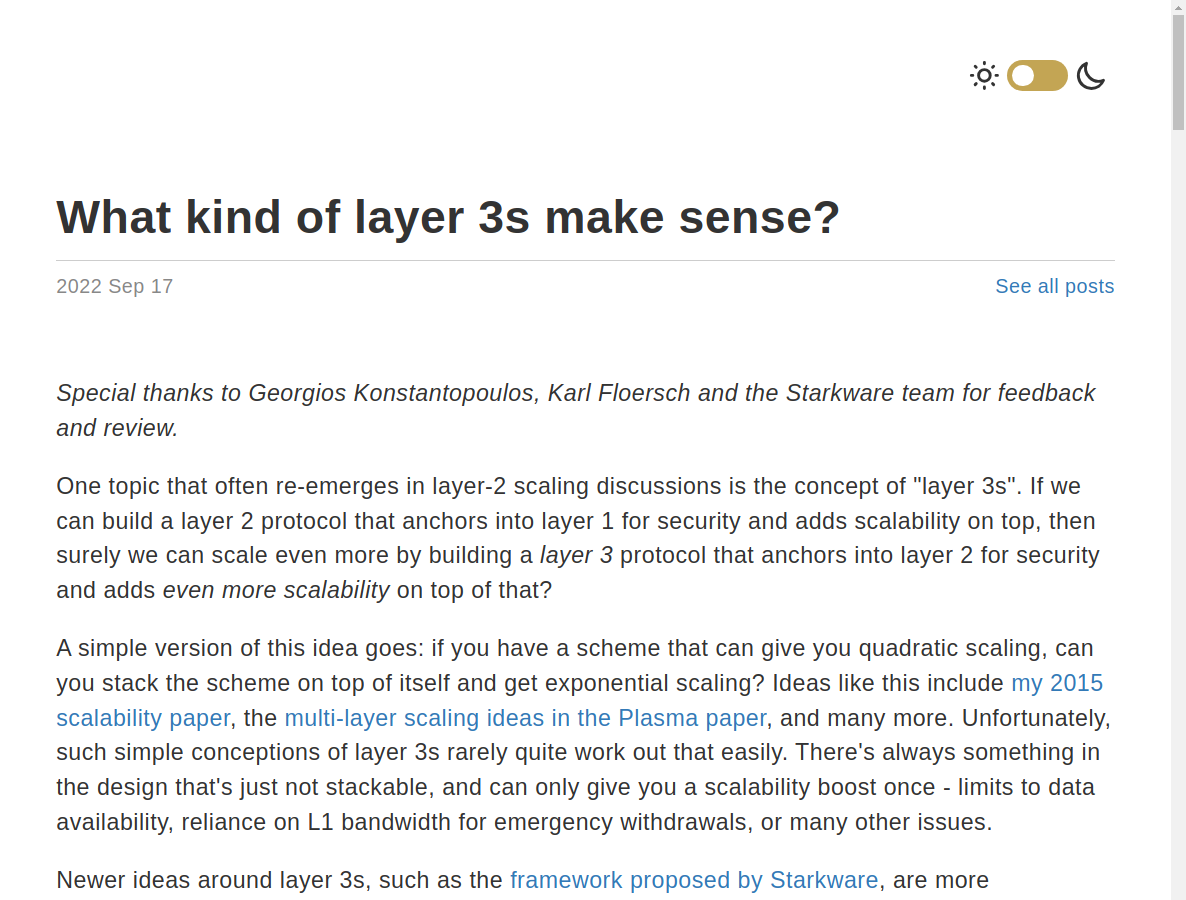 What kind of layer 3s make sense?
2022 Sep 17
See all posts
Special thanks to Georgios Konstantopoulos, Karl Floersch and the Starkware team for feedback
and review.
One topic that often re-emerges in layer-2 scaling discussions is the concept of "layer 3s". If we
can build a layer 2 protocol that anchors into layer 1 for security and adds scalability on top, then
surely we can scale even more by building a layer 3 protocol that anchors into layer 2 for security
and adds even more scalability on top of that?
A simple version of this idea goes: if you have a scheme that can give you quadratic scaling, can
you stack the scheme on top of itself and get exponential scaling? Ideas like this include my 2015
scalability paper, the multi-layer scaling ideas in the Plasma paper, and many more. Unfortunately,
such simple conceptions of layer 3s rarely quite work out that easily. There's always something in
the design that's just not stackable, and can only give you a scalability boost once - limits to data
availability, reliance on L1 bandwidth for emergency withdrawals, or many other issues.
Newer ideas around layer 3s, such as the framework proposed by Starkware, are more